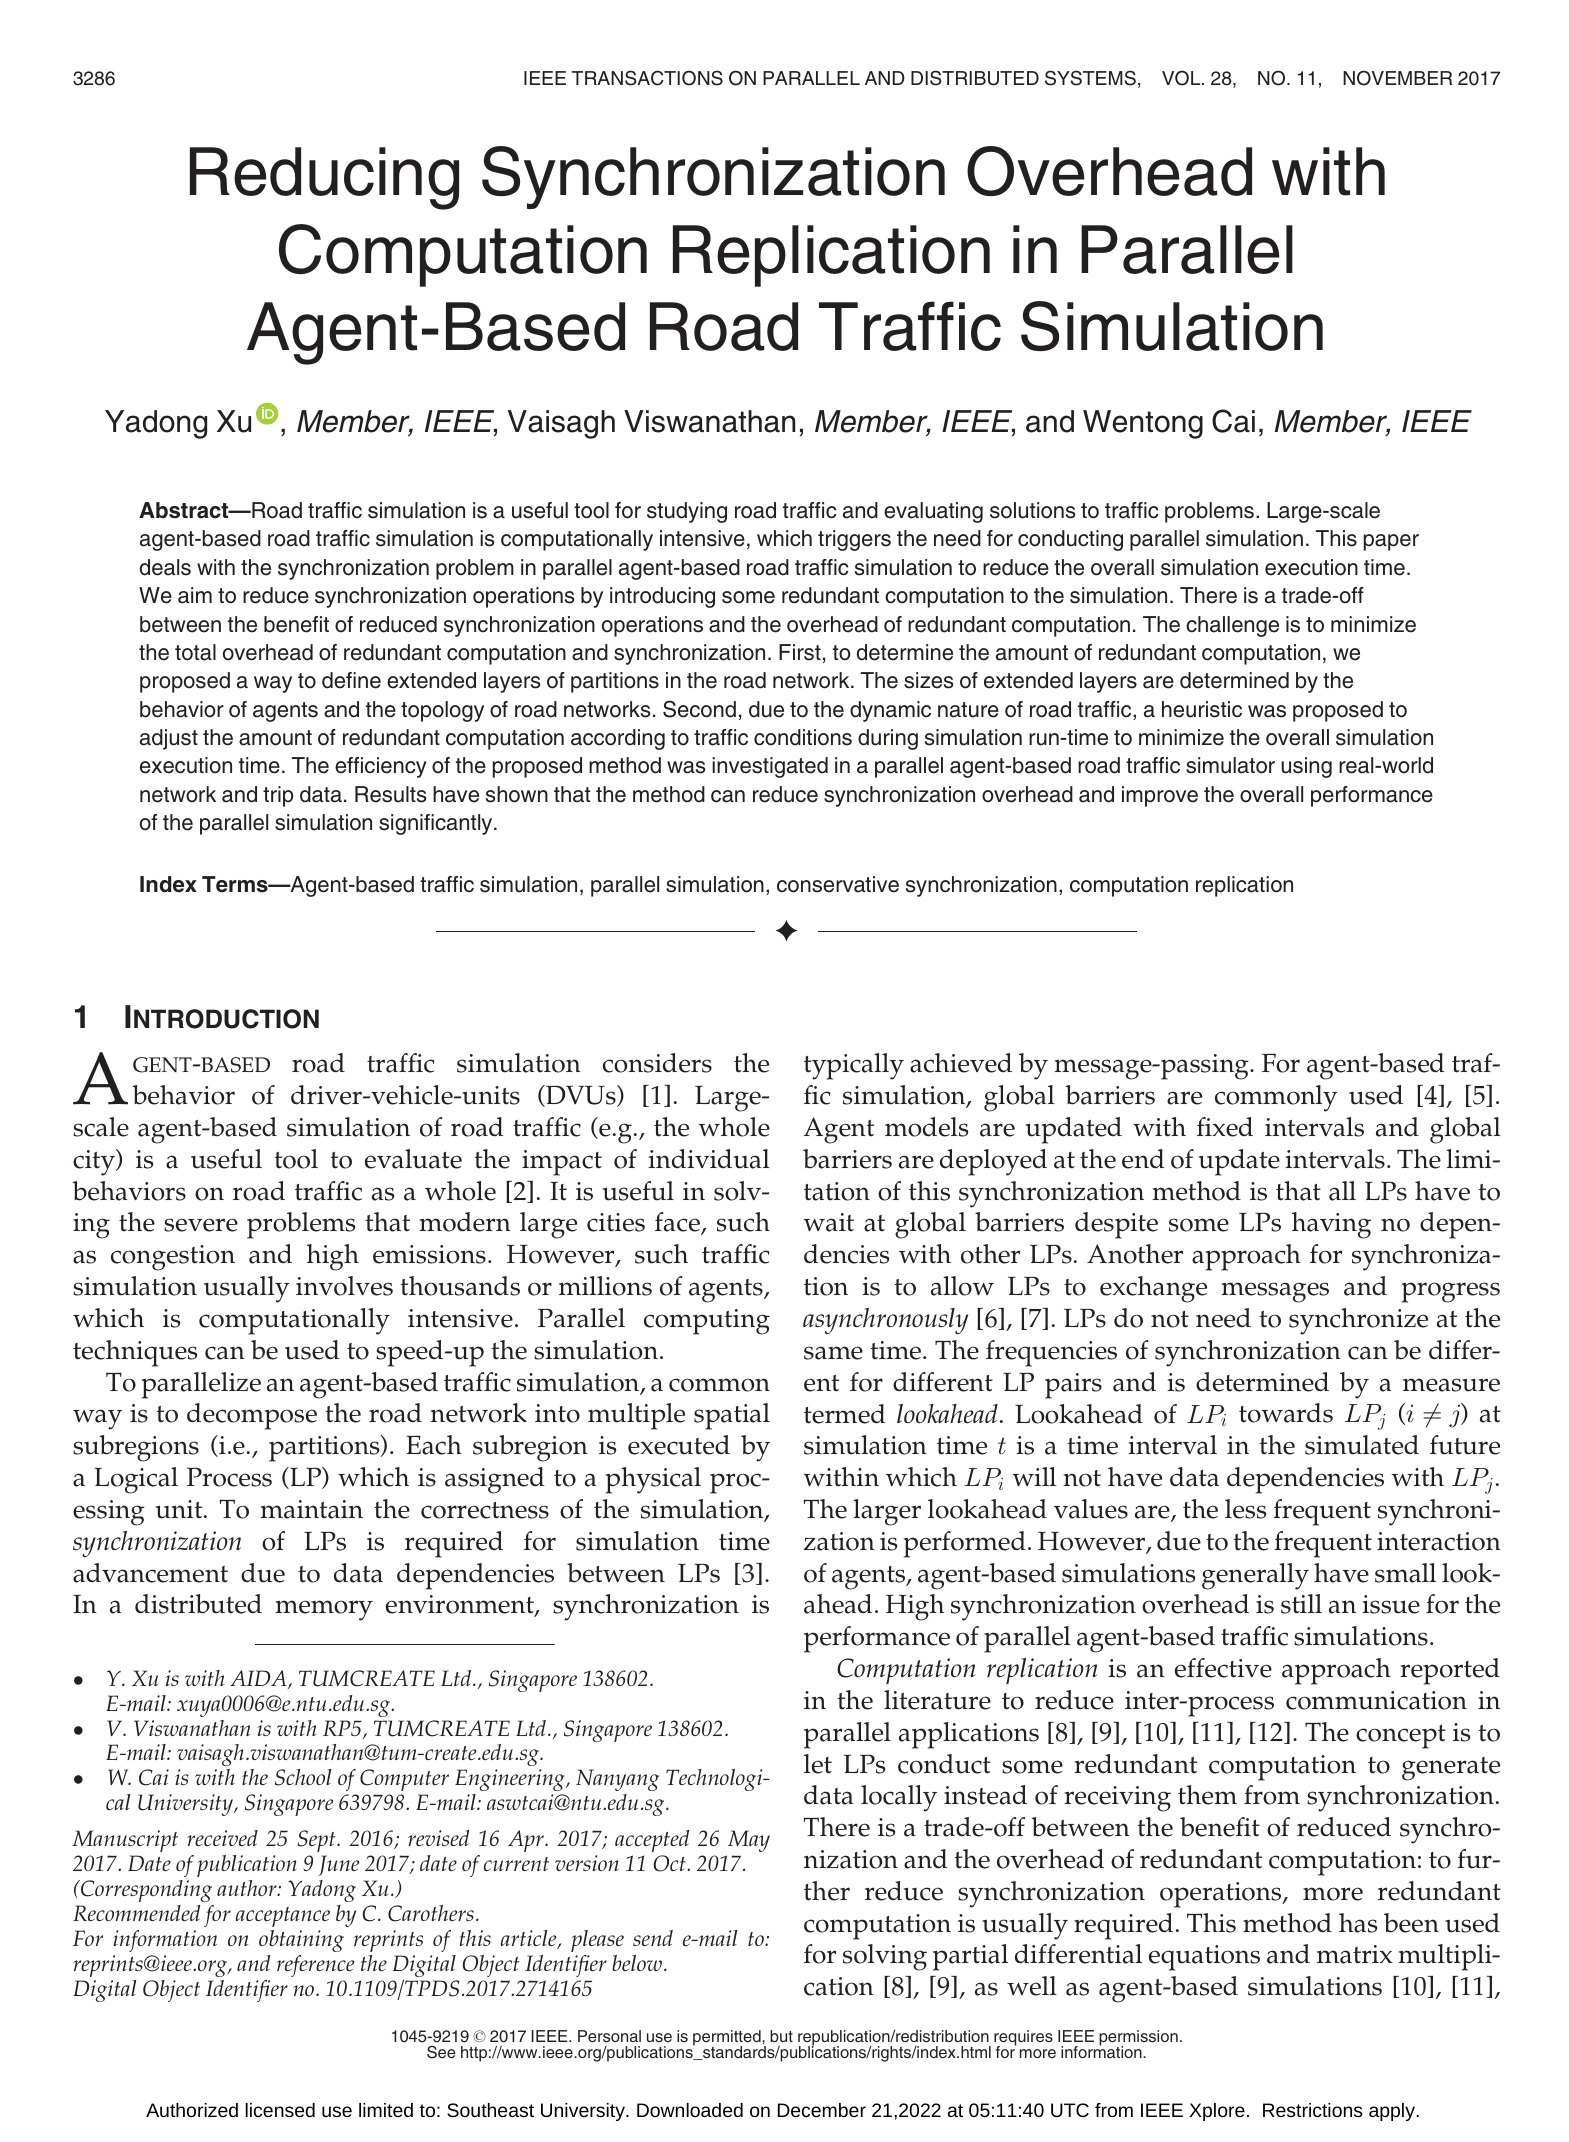 3286
IEEE TRANSACTIONS ON PARALLEL AND DISTRIBUTED SYSTEMS, VOL. 28, NO. 11, NOVEMBER 2017
Reducing Synchronization Overhead with
Computation Replication in Parallel
Agent-Based Road Traffic Simulation
Yadong Xu iD, Member, IEEE, Vaisagh Viswanathan, Member, IEEE, and Wentong Cai, Member, IEEE
Abstract—Road traffic simulation is a useful tool for studying road traffic and evaluating solutions to traffic problems. Large-scale
agent-based road traffic simulation is computationally intensive, which triggers the need for conducting parallel simulation. This paper
deals with the synchronization problem in parallel agent-based road traffic simulation to reduce the overall simulation execution time.
We aim to reduce synchronization operations by introducing some redundant computation to the simulation. There is a trade-off
between the benefit of reduced synchronization operations and the overhead of redundant computation. The challenge is to minimize
the total overhead of redundant computation and synchronization. First, to determine the amount of redundant computation, we
proposed a way to define extended layers of partitions in the road network. The sizes of extended layers are determined by the
behavior of agents and the topology of road networks. Second, due to the dynamic nature of road traffic, a heuristic was proposed to
adjust the amount of redundant computation according to traffic conditions during simulation run-time to minimize the overall simulation
execution time. The efficiency of the proposed method was investigated in a parallel agent-based road traffic simulator using real-world
network and trip data. Results have shown that the method can reduce synchronization overhead and improve the overall performance
of the parallel simulation significantly.
Index Terms—Agent-based traffic simulation, parallel simulation, conservative synchronization, computation replication
1 INTRODUCTION
AGENT-BASED road traffic simulation considers the
behavior of driver-vehicle-units (DVUs) [1]. Large-
scale agent-based simulation of road traffic (e.g., the whole
city) is a useful tool to evaluate the impact of individual
behaviors on road traffic as a whole [2]. It is useful in solv-
ing the severe problems that modern large cities face, such
as congestion and high emissions. However, such traffic
simulation usually involves thousands or millions of agents,
which is computationally intensive. Parallel computing
techniques can be used to speed-up the simulation.
To parallelize an agent-based traffic simulation, a common
way is to decompose the road network into multiple spatial
subregions (i.e., partitions). Each subregion is executed by
a Logical Process (LP) which is assigned to a physical proc-
essing unit. To maintain the correctness of the simulation,
synchronization of LPs is required for simulation time
advancement due to data dependencies between LPs [3].
In a distributed memory environment, synchronization is
• Y. Xu is with AIDA, TUMCREATE Ltd., Singapore 138602.
E-mail: xuya0006@e.ntu.edu.sg.
• V. Viswanathan is with RP5, TUMCREATE Ltd., Singapore 138602.
E-mail: vaisagh.viswanathan@tum-create.edu.sg.
• W. Cai is with the School of Computer Engineering, Nanyang Technologi-
cal University, Singapore 639798. E-mail: aswtcai@ntu.edu.sg.
Manuscript received 25 Sept. 2016; revised 16 Apr. 2017; accepted 26 May
2017. Date of publication 9 June 2017; date of current version 11 Oct. 2017.
(Corresponding author: Yadong Xu.)
Recommended for acceptance by C. Carothers.
For information on obtaining reprints of this article, please send e-mail to:
reprints@ieee.org, and reference the Digital Object Identifier below.
Digital Object Identifier no. 10.1109/TPDS.2017.2714165
typically achieved by message-passing. For agent-based traf-
fic simulation, global barriers are commonly used [4], [5].
Agent models are updated with fixed intervals and global
barriers are deployed at the end of update intervals. The limi-
tation of this synchronization method is that all LPs have to
wait at global barriers despite some LPs having no depen-
dencies with other LPs. Another approach for synchroniza-
tion is to allow LPs to exchange messages and progress
asynchronously [6], [7]. LPs do not need to synchronize at the
same time. The frequencies of synchronization can be differ-
ent for different LP pairs and is determined by a measure
termed lookahead. Lookahead of LPi towards LPj (i ≠ j) at
simulation time t is a time interval in the simulated future
within which LPi will not have data dependencies with LPj.
The larger lookahead values are, the less frequent synchroni-
zation is performed. However, due to the frequent interaction
of agents, agent-based simulations generally have small look-
ahead. High synchronization overhead is still an issue for the
performance of parallel agent-based traffic simulations.
Computation replication is an effective approach reported
in the literature to reduce inter-process communication in
parallel applications [8], [9], [10], [11], [12]. The concept is to
let LPs conduct some redundant computation to generate
data locally instead of receiving them from synchronization.
There is a trade-off between the benefit of reduced synchro-
nization and the overhead of redundant computation: to fur-
ther reduce synchronization operations, more redundant
computation is usually required. This method has been used
for solving partial differential equations and matrix multipli-
cation [8], [9], as well as agent-based simulations [10], [11],
1045-9219 © 2017 IEEE. Personal use is permitted, but republication/redistribution requires IEEE permission.
See http://www.ieee.org/publications_standards/publications/rights/index.html for more information.
Authorized licensed use limited to: Southeast University. Downloaded on December 21,2022 at 05:11:40 UTC from IEEE Xplore. Restrictions apply.